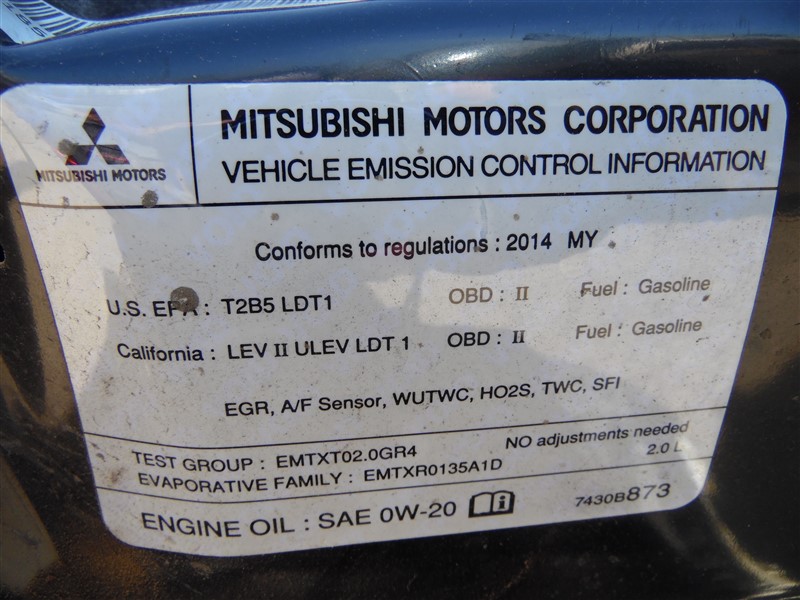 MITSUBISHI MOTORS
MITSUBISHI MOTORS CORPORATION
VEHICLE EMISSION CONTROL INFORMATION
Conforms to regulations : 2014 MY
U.S. EPA : T2B5 LDT1 OBD : II Fuel : Gasoline
California : LEV II ULEV LDT 1 OBD : II Fuel : Gasoline
EGR, A/F Sensor, WUTWC, HO2S, TWC, SFI
TEST GROUP : EMTXT02.0GR4 NO adjustments needed
EVAPORATIVE FAMILY : EMTXR0135A1D 2.0 L
ENGINE OIL : SAE 0W-20 7430B873